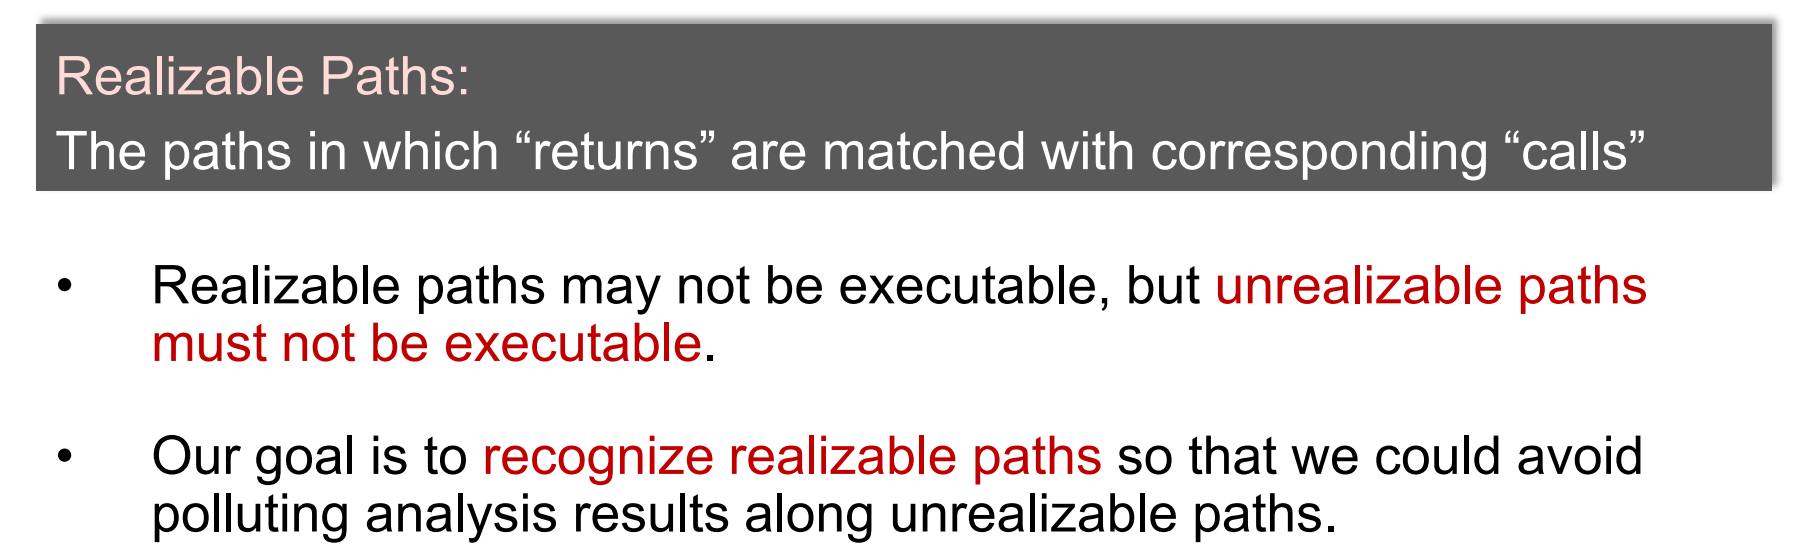 Realizable Paths:
The paths in which “returns” are matched with corresponding “calls”
• Realizable paths may not be executable, but unrealizable paths
must not be executable.
• Our goal is to recognize realizable paths so that we could avoid
polluting analysis results along unrealizable paths.